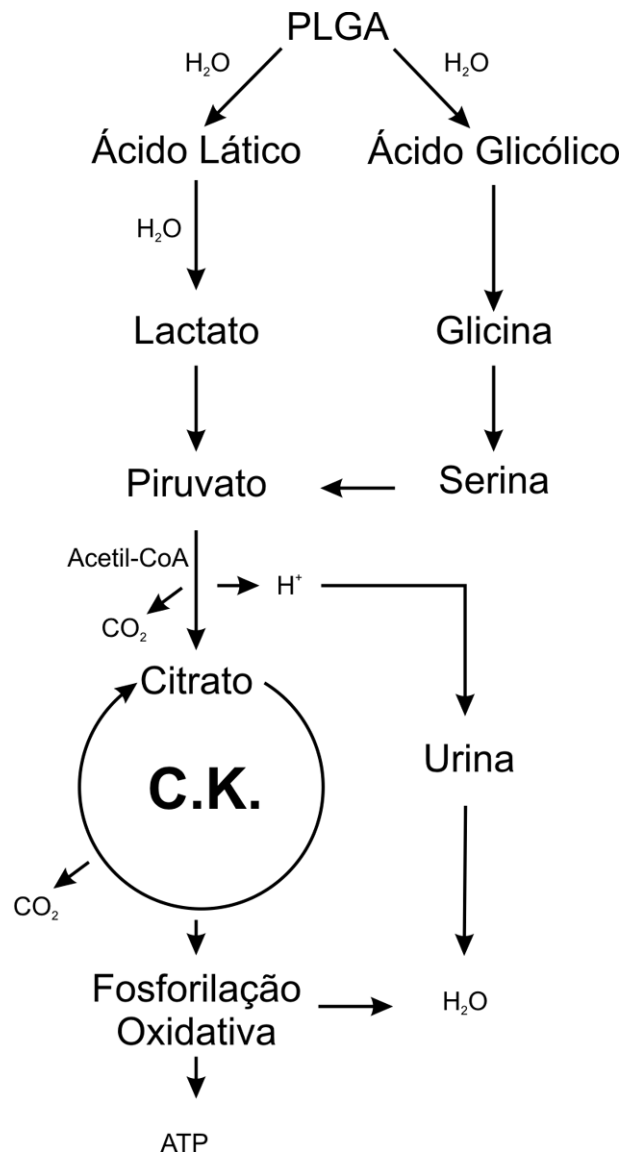 PLGA
H₂O
H₂O
Ácido Lático
Ácido Glicólico
H₂O
Lactato
Glicina
Piruvato
Serina
Acetil-CoA
H⁺
CO₂
Citrato
Urina
C.K.
CO₂
Fosforilação
Oxidativa
H₂O
ATP